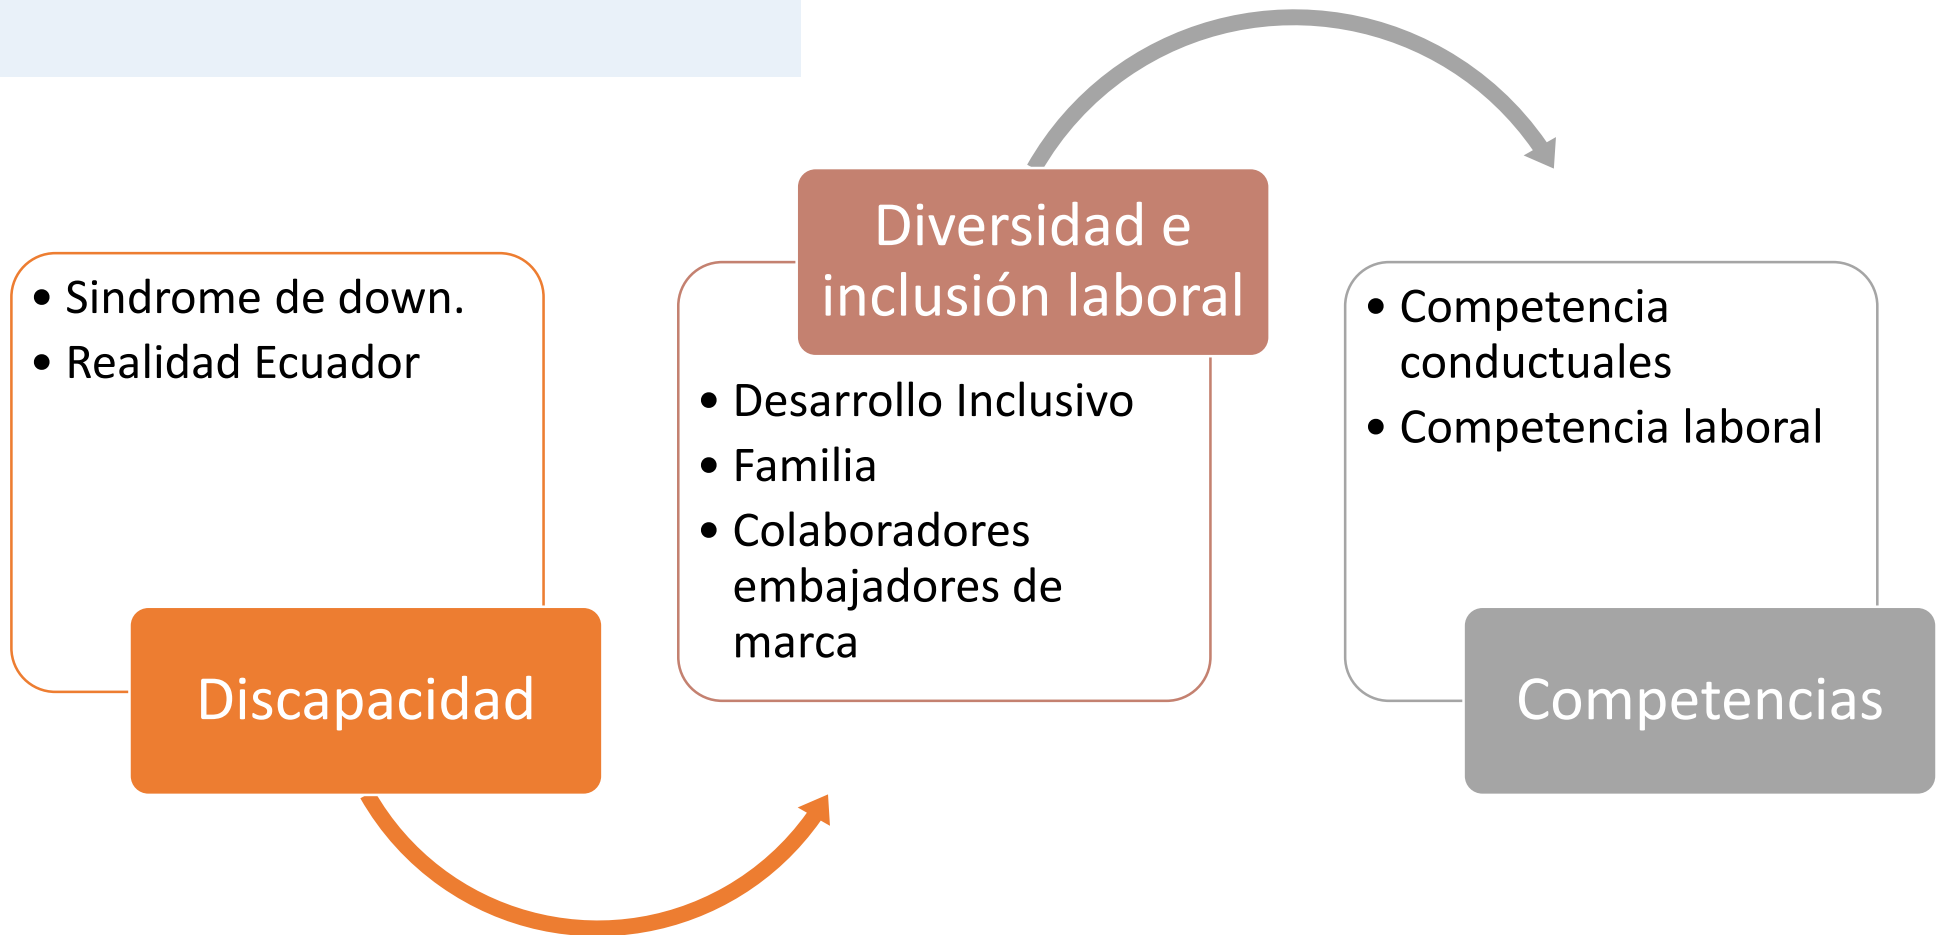 • Sindrome de down.
• Realidad Ecuador
Discapacidad
Diversidad e
inclusión laboral
• Desarrollo Inclusivo
• Familia
• Colaboradores
embajadores de
marca
• Competencia
conductuales
• Competencia laboral
Competencias